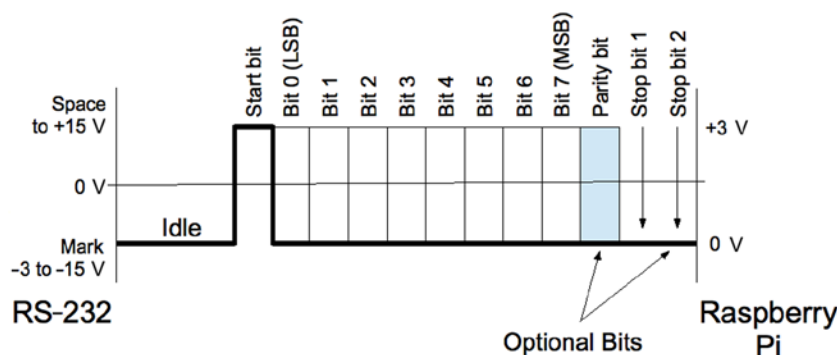 Start bit
Bit 0 (LSB)
Bit 1
Bit 2
Bit 3
Bit 4
Bit 5
Bit 6
Bit 7 (MSB)
Parity bit
Stop bit 1
Stop bit 2
Space
to +15 V
+3 V
0 V
Idle
Mark
-3 to -15 V
0 V
RS-232
Optional Bits
Raspberry
Pi